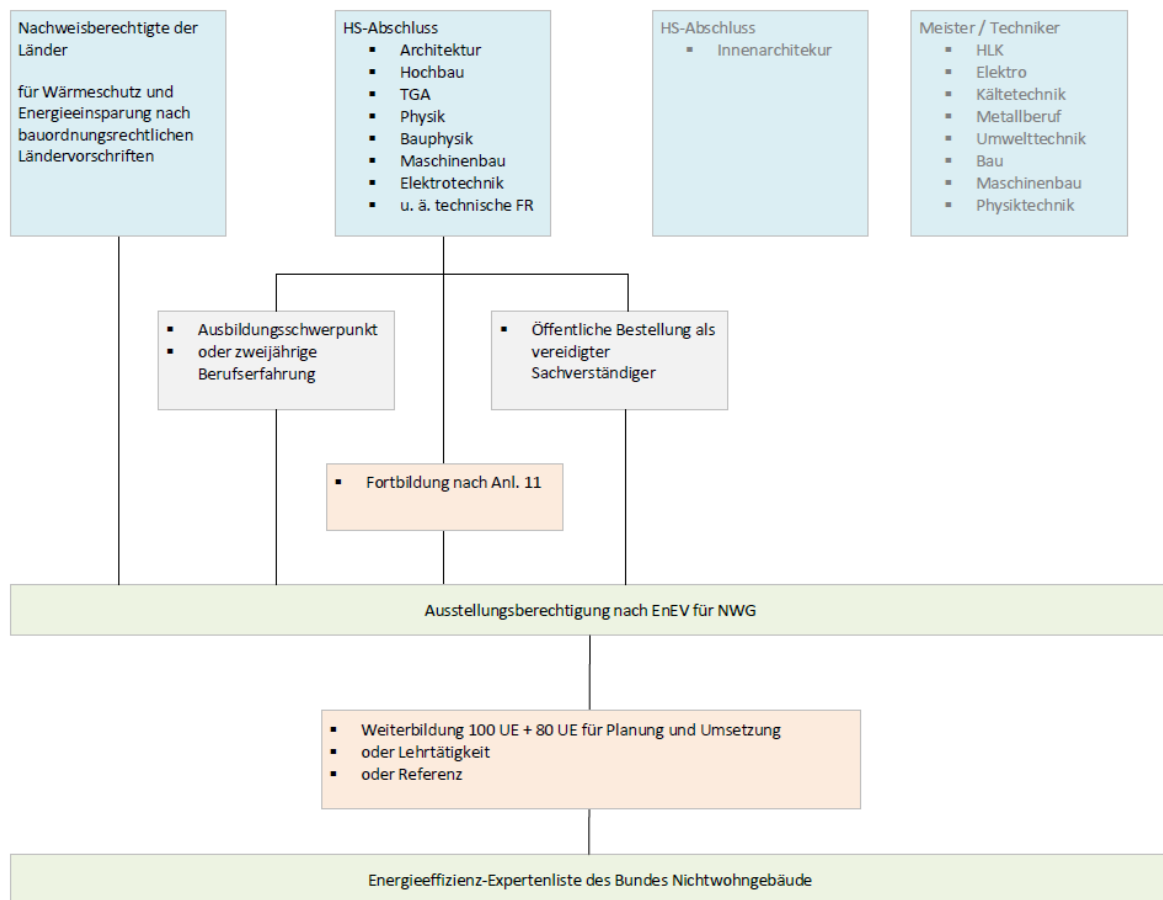 Nachweisberechtigte der
Länder
für Wärmeschutz und
Energieeinsparung nach
bauordnungsrechtlichen
Ländervorschriften
HS-Abschluss
▪ Architektur
▪ Hochbau
▪ TGA
▪ Physik
▪ Bauphysik
▪ Maschinenbau
▪ Elektrotechnik
▪ u. ä. technische FR
HS-Abschluss
▪ Innenarchitekur
Meister / Techniker
▪ HLK
▪ Elektro
▪ Kältetechnik
▪ Metallberuf
▪ Umwelttechnik
▪ Bau
▪ Maschinenbau
▪ Physiktechnik
▪ Ausbildungsschwerpunkt
▪ oder zweijährige
Berufserfahrung
▪ Öffentliche Bestellung als
vereidigter
Sachverständiger
▪ Fortbildung nach Anl. 11
Ausstellungsberechtigung nach EnEV für NWG
▪ Weiterbildung 100 UE + 80 UE für Planung und Umsetzung
▪ oder Lehrtätigkeit
▪ oder Referenz
Energieeffizienz-Expertenliste des Bundes Nichtwohngebäude